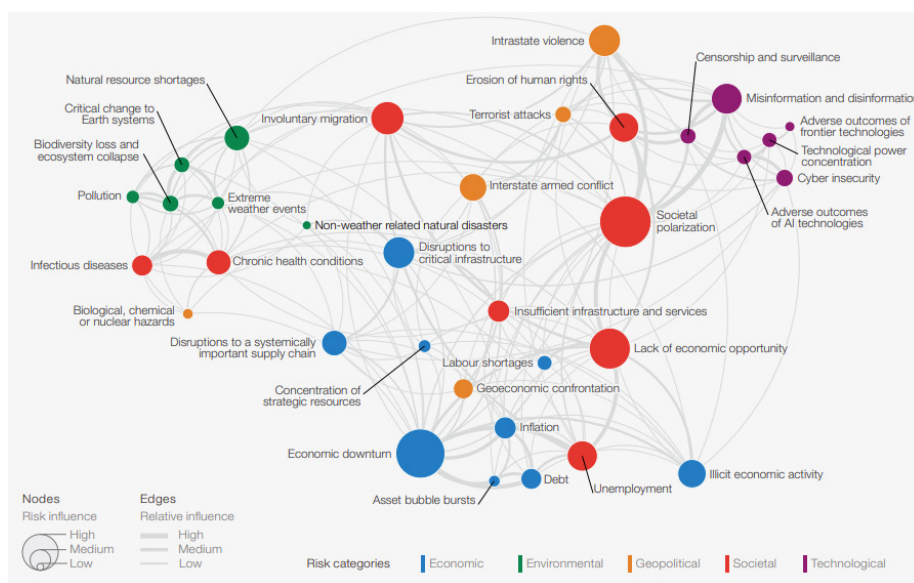 Intrastate violence
Censorship and surveillance
Natural resource shortages
Erosion of human rights
Critical change to
Earth systems
Involuntary migration
Terrorist attacks
Misinformation and disinformation
Adverse outcomes of
frontier technologies
Biodiversity loss and
ecosystem collapse
Technological power
concentration
Cyber insecurity
Interstate armed conflict
Pollution
Extreme
weather events
Societal
polarization
Adverse outcomes
of AI technologies
Non-weather related natural disasters
Disruptions to
critical infrastructure
Infectious diseases
Chronic health conditions
Biological, chemical
or nuclear hazards
Insufficient infrastructure and services
Disruptions to a systemically
important supply chain
Labour shortages
Lack of economic opportunity
Concentration of
strategic resources
Geoeconomic confrontation
Inflation
Economic downturn
Debt
Illicit economic activity
Asset bubble bursts
Unemployment
Nodes
Risk influence
High
Medium
Low
Edges
Relative influence
High
Medium
Low
Risk categories
Economic
Environmental
Geopolitical
Societal
Technological